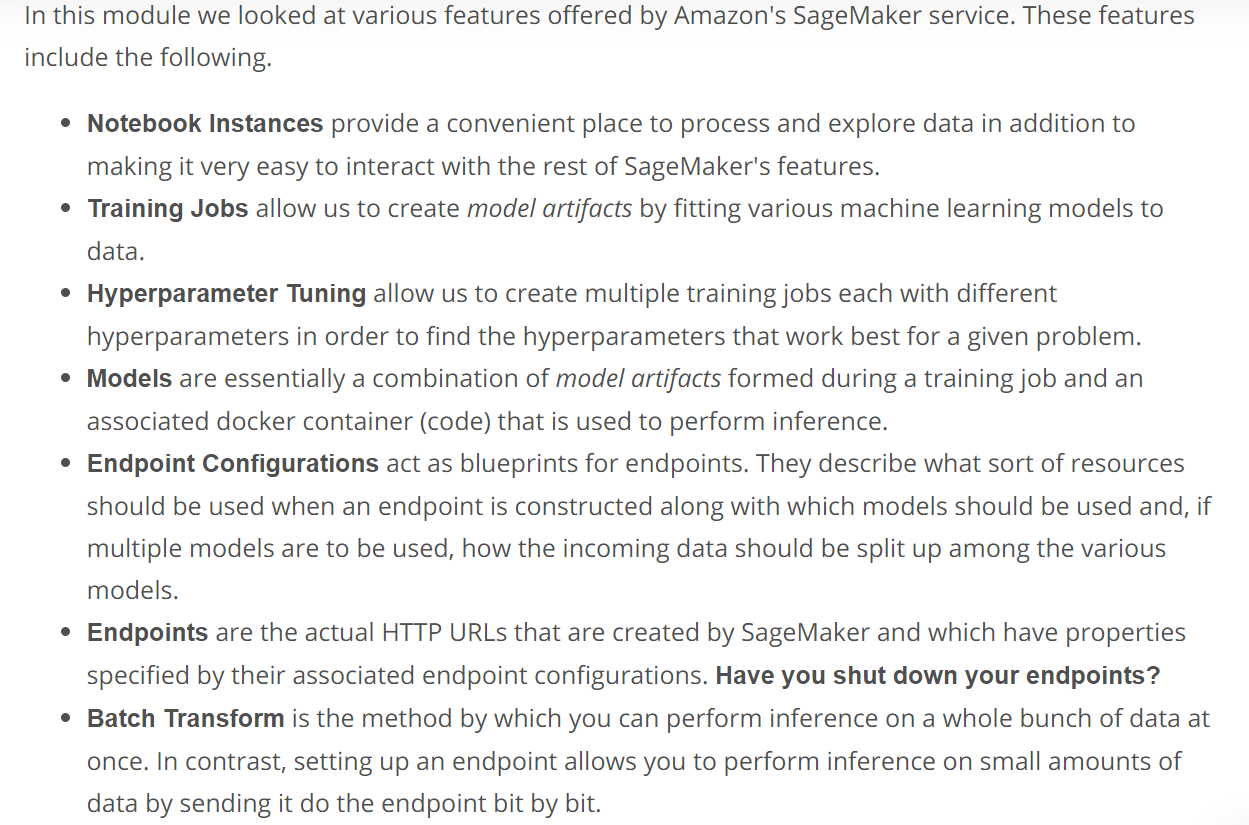 In this module we looked at various features offered by Amazon's SageMaker service. These features
include the following.
• Notebook Instances provide a convenient place to process and explore data in addition to
making it very easy to interact with the rest of SageMaker's features.
• Training Jobs allow us to create model artifacts by fitting various machine learning models to
data.
• Hyperparameter Tuning allow us to create multiple training jobs each with different
hyperparameters in order to find the hyperparameters that work best for a given problem.
• Models are essentially a combination of model artifacts formed during a training job and an
associated docker container (code) that is used to perform inference.
• Endpoint Configurations act as blueprints for endpoints. They describe what sort of resources
should be used when an endpoint is constructed along with which models should be used and, if
multiple models are to be used, how the incoming data should be split up among the various
models.
• Endpoints are the actual HTTP URLs that are created by SageMaker and which have properties
specified by their associated endpoint configurations. Have you shut down your endpoints?
• Batch Transform is the method by which you can perform inference on a whole bunch of data at
once. In contrast, setting up an endpoint allows you to perform inference on small amounts of
data by sending it do the endpoint bit by bit.